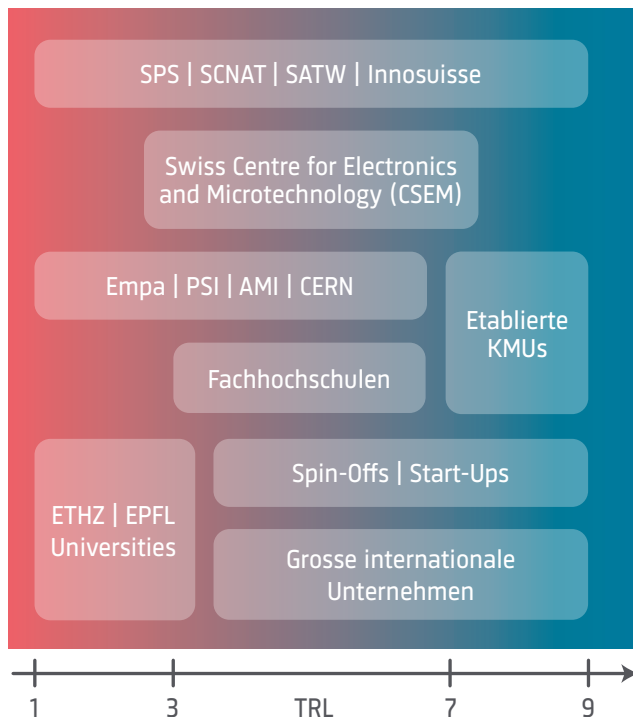 SPS | SCNAT | SATW | Innosuisse
Swiss Centre for Electronics
and Microtechnology (CSEM)
Empa | PSI | AMI | CERN
Etablierte
KMUs
Fachhochschulen
Spin-Offs | Start-Ups
ETHZ | EPFL
Universities
Grosse internationale
Unternehmen
1 3 TRL 7 9